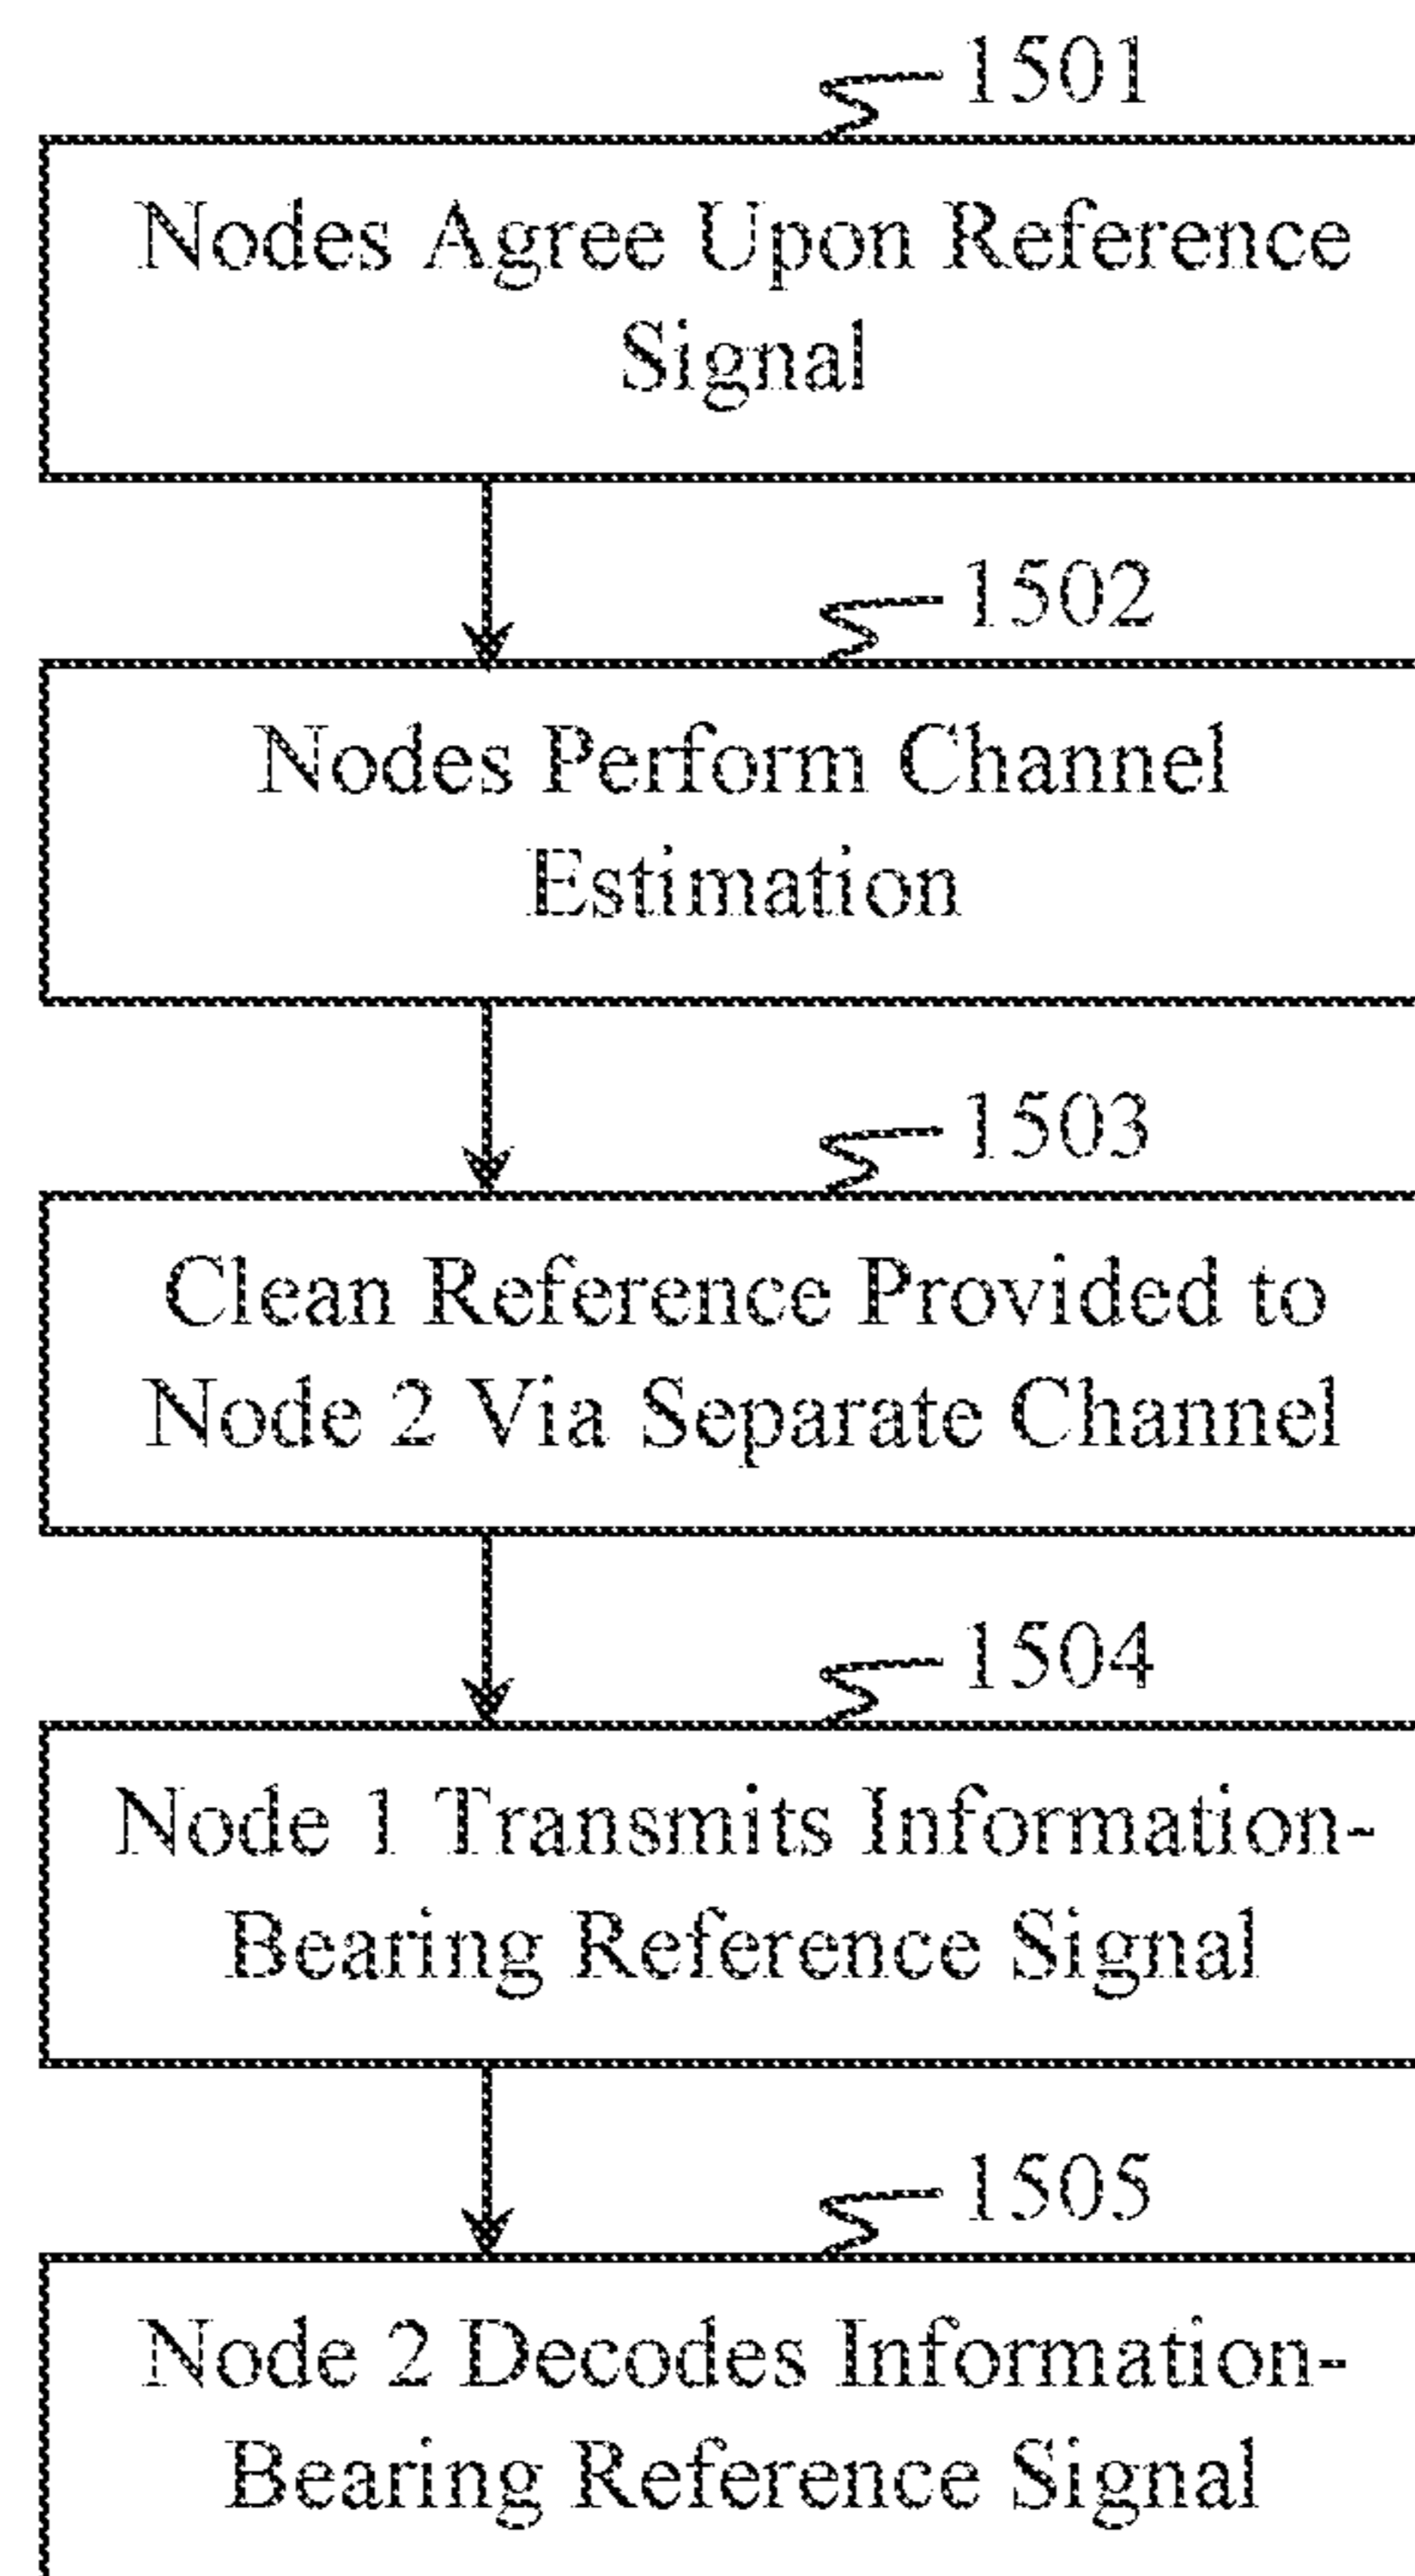 1501
Nodes Agree Upon Reference
Signal
1502
Nodes Perform Channel
Estimation
1503
Clean Reference Provided to
Node 2 Via Separate Channel
1504
Node 1 Transmits Information-
Bearing Reference Signal
1505
Node 2 Decodes Information-
Bearing Reference Signal